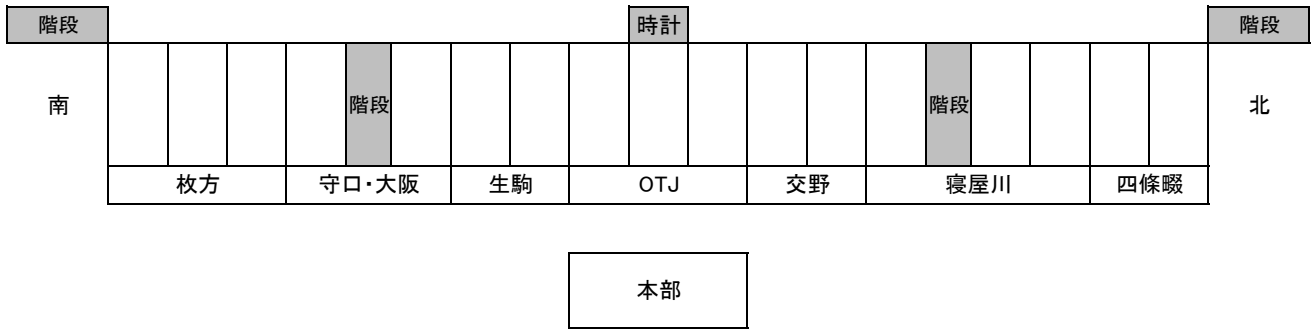 階段 時計 階段
南 階段 階段 北
枚方 守口・大阪 生駒 OTJ 交野 寝屋川 四條畷
本部